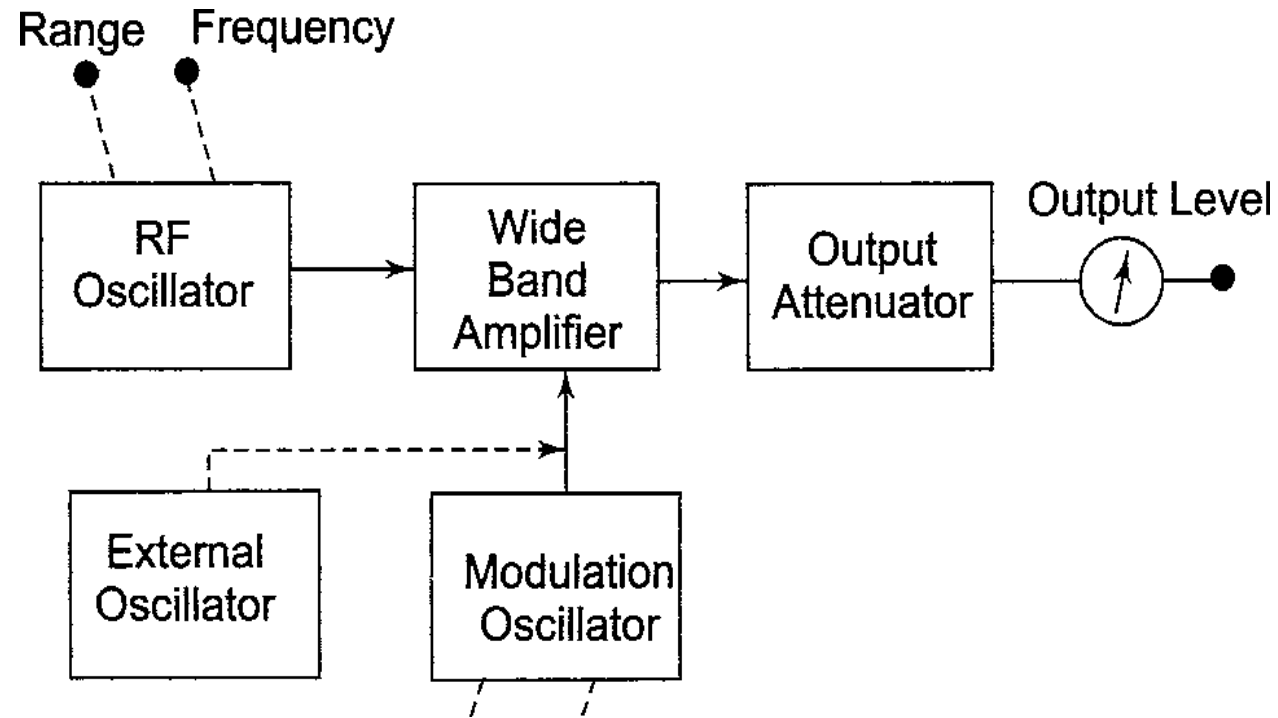 Range
Frequency
RF
Oscillator
Wide
Band
Amplifier
Output
Attenuator
Output Level
External
Oscillator
Modulation
Oscillator